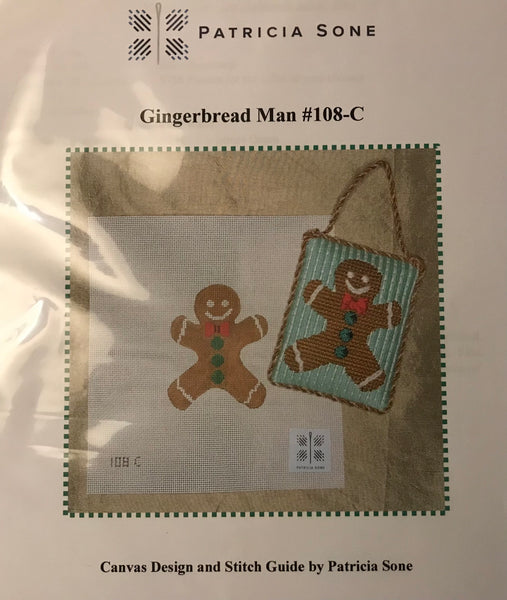 PATRICIA SONE
Gingerbread Man #108-C
108 C
PATRICIA SONE
Canvas Design and Stitch Guide by Patricia Sone